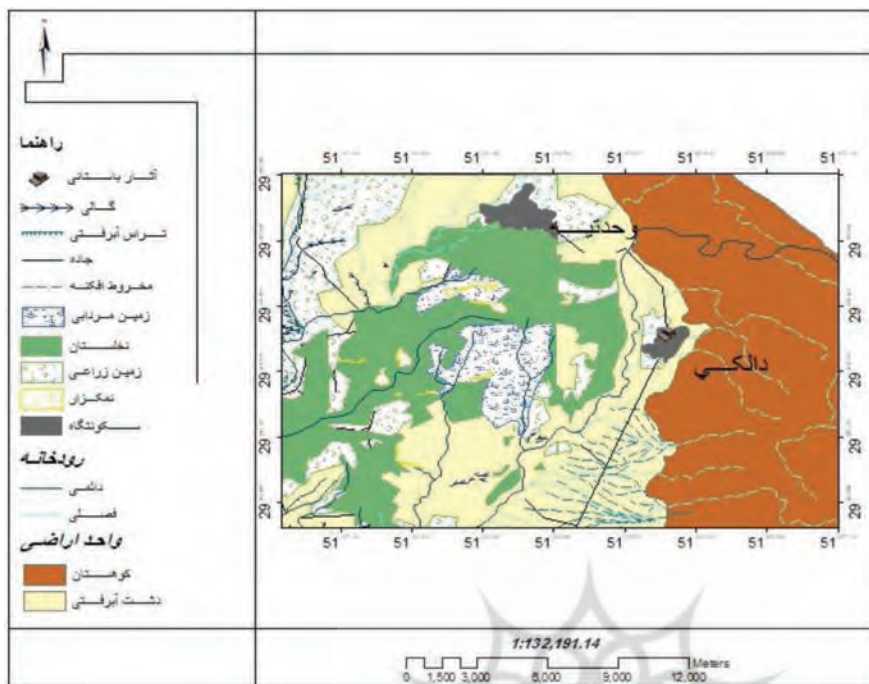 راهنما
آثار باستانی
گالی
تراس آبرفتی
جاده
مخروط افکنه
زمین مردابی
نخلستان
زمین زراعی
نمکزار
سکونتگاه
رودخانه
دائمی
فصلی
واحد اراضی
کوهستان
دشت آبرفتی
51 51 51 51 51 51 51 51
29 29
29 29
29 29
29 29
29 29
29 29
وحدتیه
دالکی
51 51 51 51 51 51 51 51
1:132,191.14
0 1,500 3,000 6,000 9,000 12,000 Meters